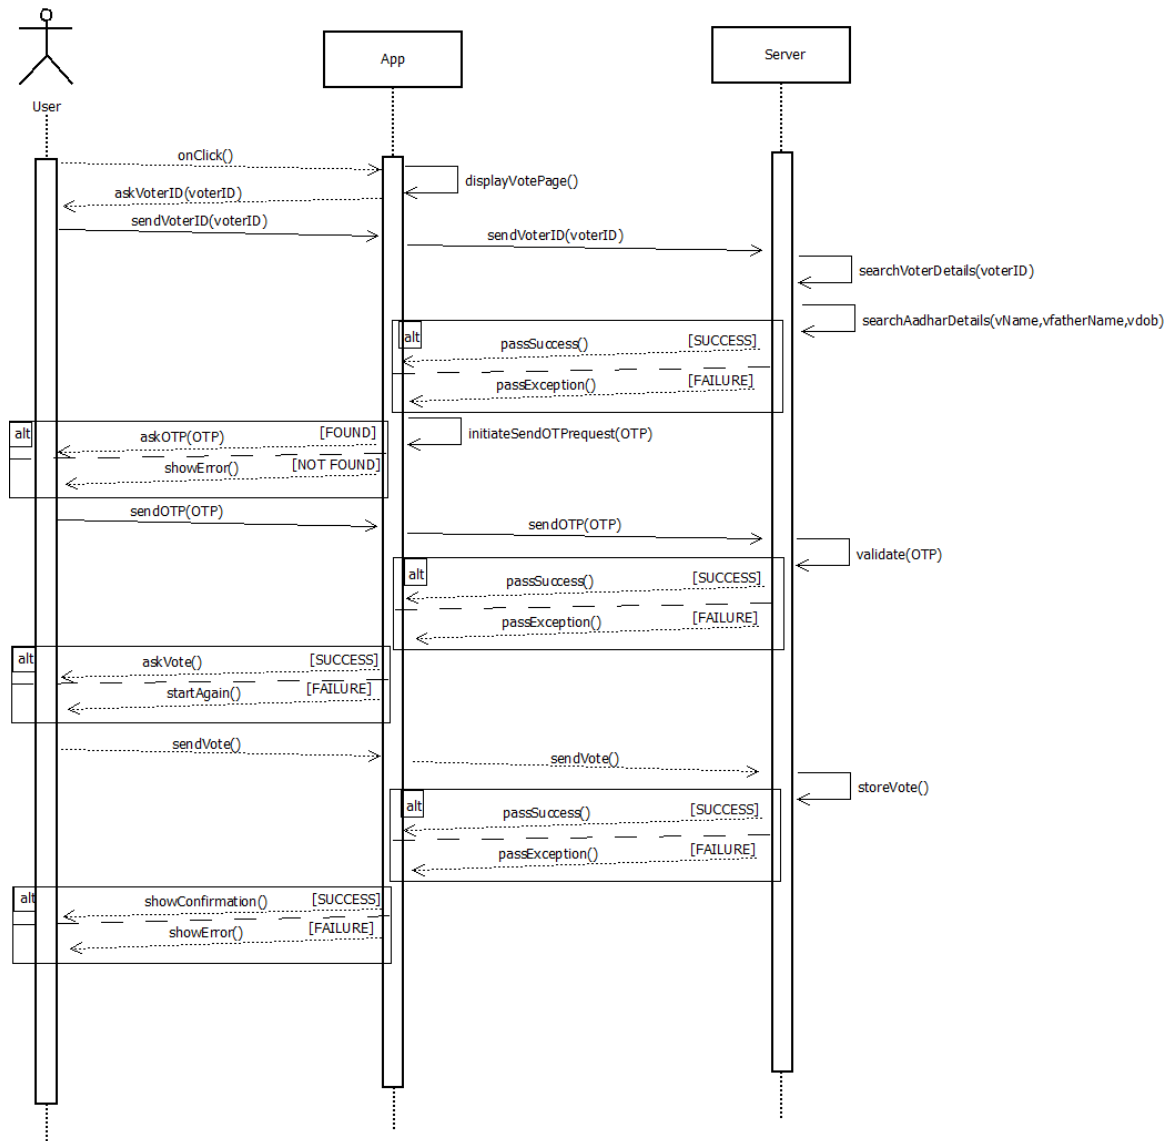 User
App
Server
onClick()
displayVotePage()
askVoterID(voterID)
sendVoterID(voterID)
sendVoterID(voterID)
searchVoterDetails(voterID)
searchAadharDetails(vName,vfatherName,vdob)
alt
passSuccess()
[SUCCESS]
passException()
[FAILURE]
initiateSendOTPrequest(OTP)
alt
askOTP(OTP)
[FOUND]
showError()
[NOT FOUND]
sendOTP(OTP)
sendOTP(OTP)
validate(OTP)
alt
passSuccess()
[SUCCESS]
passException()
[FAILURE]
alt
askVote()
[SUCCESS]
startAgain()
[FAILURE]
sendVote()
sendVote()
storeVote()
alt
passSuccess()
[SUCCESS]
passException()
[FAILURE]
alt
showConfirmation()
[SUCCESS]
showError()
[FAILURE]